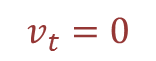 v_t = 0